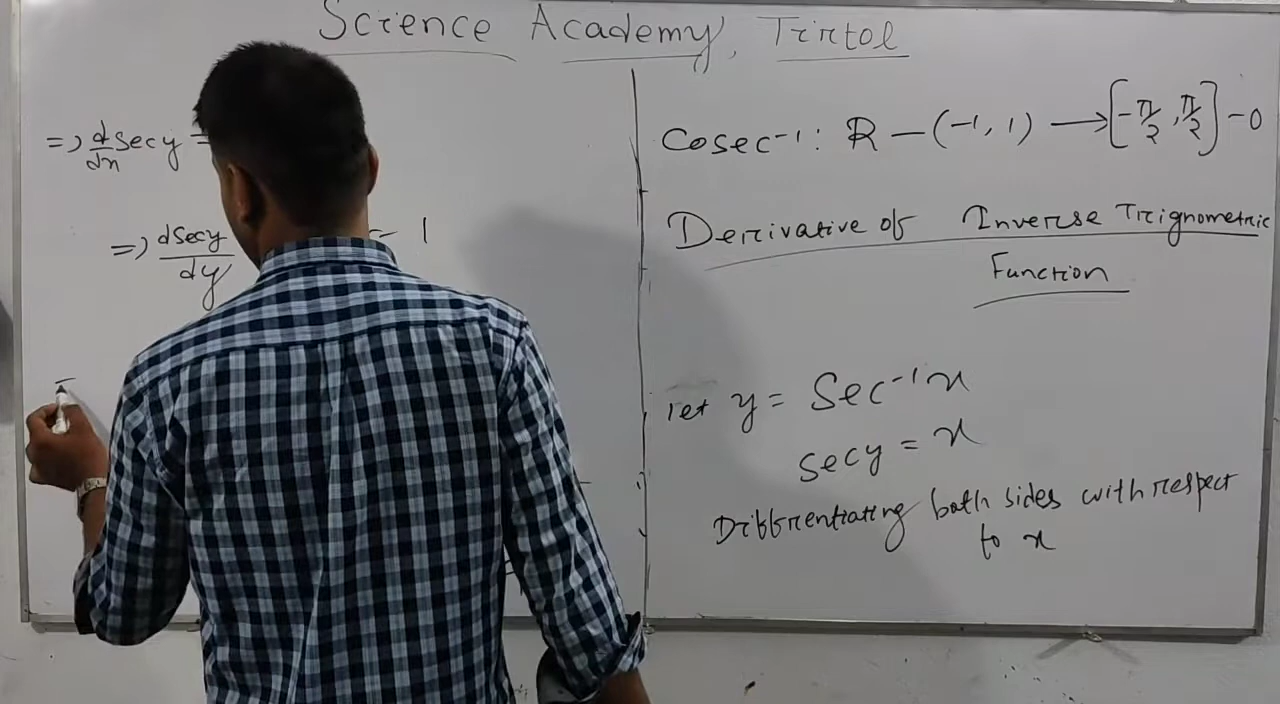 Science Academy, Tirtol
=> d/dx secy =
=> dsecy/dy = 1
Cosec⁻¹ : R – (-1, 1) → [-π/2, π/2] - 0
Derivative of Inverse Trignometric
Function
let y = Sec⁻¹x
secy = x
Differentiating both sides with respect
to x